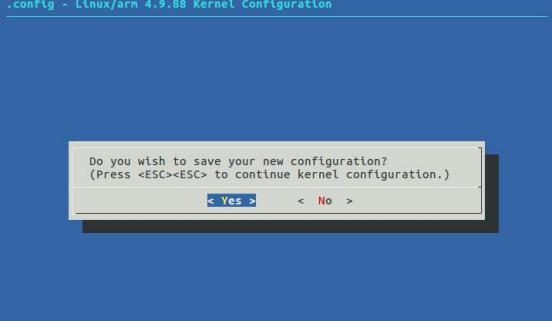 .config - Linux/arm 4.9.88 Kernel Configuration
Do you wish to save your new configuration?
(Press <ESC><ESC> to continue kernel configuration.)
< Yes > < No >